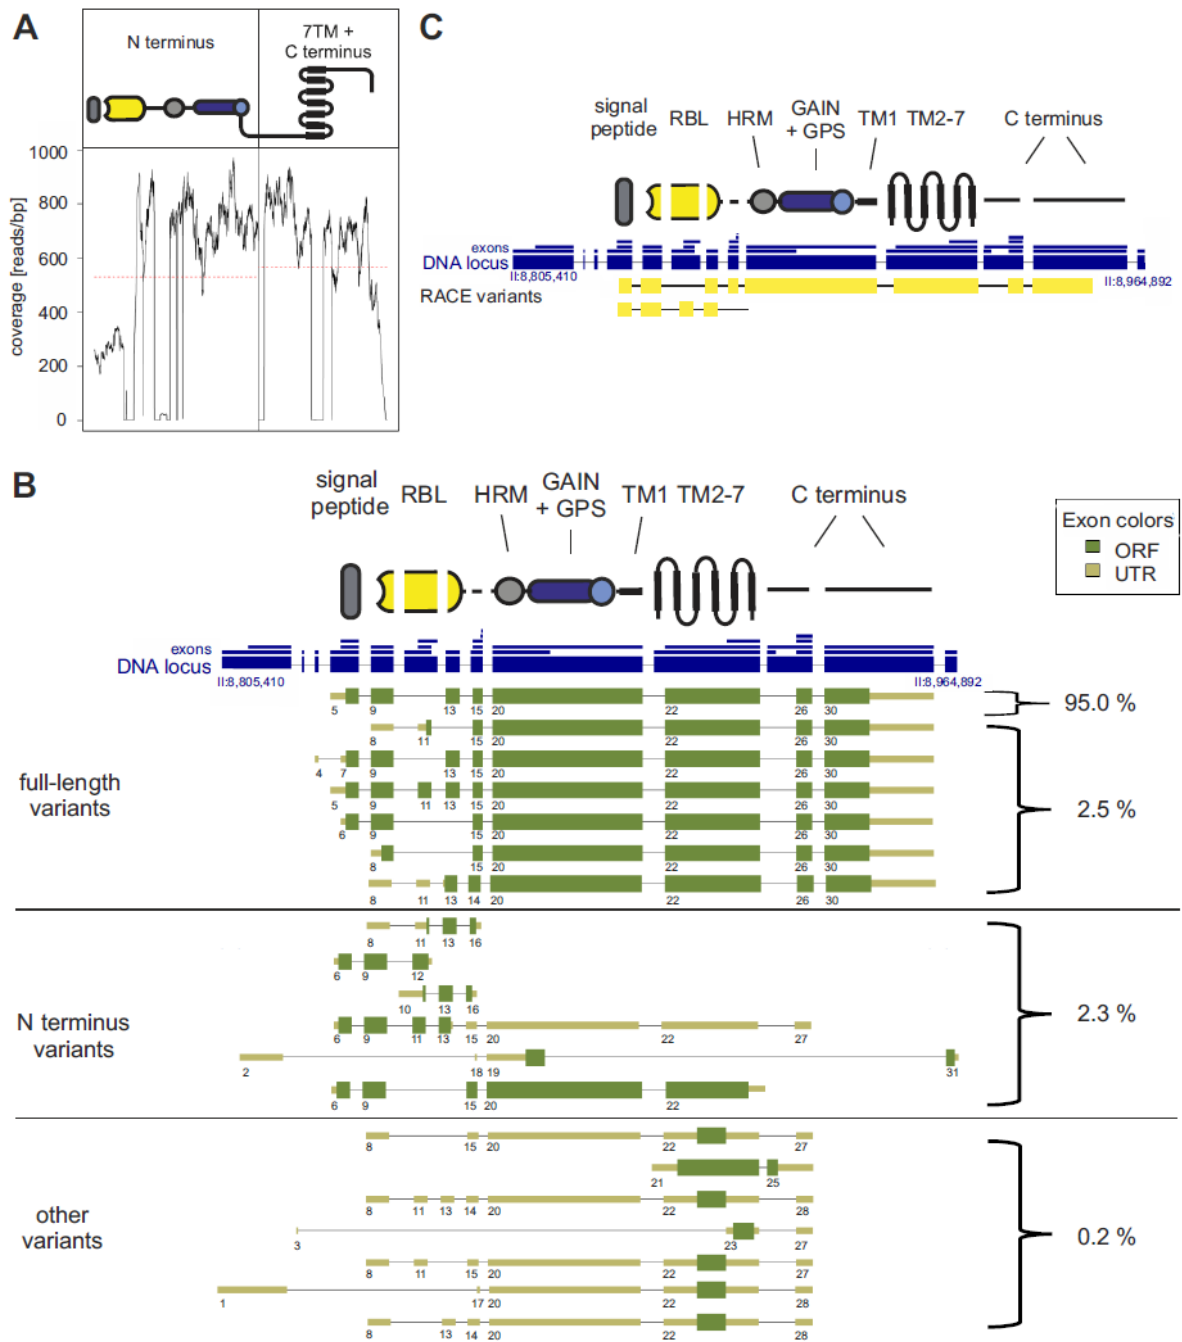 A
N terminus
7TM +
C terminus
1000
800
600
400
200
0
coverage [reads/bp]
C
signal
peptide
RBL
HRM
GAIN
+ GPS
TM1
TM2-7
C terminus
exons
DNA locus
II:8,805,410
II:8,964,892
RACE variants
B
signal
peptide
RBL
HRM
GAIN
+ GPS
TM1
TM2-7
C terminus
Exon colors
ORF
UTR
exons
DNA locus
II:8,805,410
II:8,964,892
full-length
variants
5 9 13 15 20 22 26 30
95.0 %
8 11 15 20 22 26 30
4 7 9 13 15 20 22 26 30
5 9 11 13 15 20 22 26 30
2.5 %
6 9 15 20 22 26 30
8 15 20 22 26 30
8 11 13 14 20 22 26 30
N terminus
variants
8 11 13 16
6 9 12
10 13 16
2.3 %
6 9 11 13 15 20 22 27
2 18 19 31
6 9 15 20 22
other
variants
8 15 20 22 27
21 25
8 11 13 14 20 22 28
0.2 %
3 23 27
8 11 15 20 22 27
1 17 20 22 28
8 13 14 20 22 28